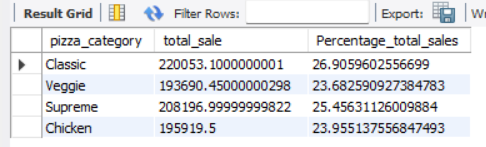 Result Grid Filter Rows: Export: Wr
pizza_category total_sale Percentage_total_sales
Classic 220053.1000000001 26.9059602556699
Veggie 193690.45000000298 23.682590927384783
Supreme 208196.99999999822 25.45631126009884
Chicken 195919.5 23.955137556847493